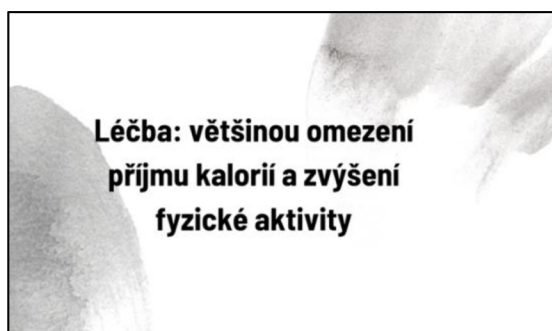 Léčba: většinou omezení
příjmu kalorií a zvýšení
fyzické aktivity